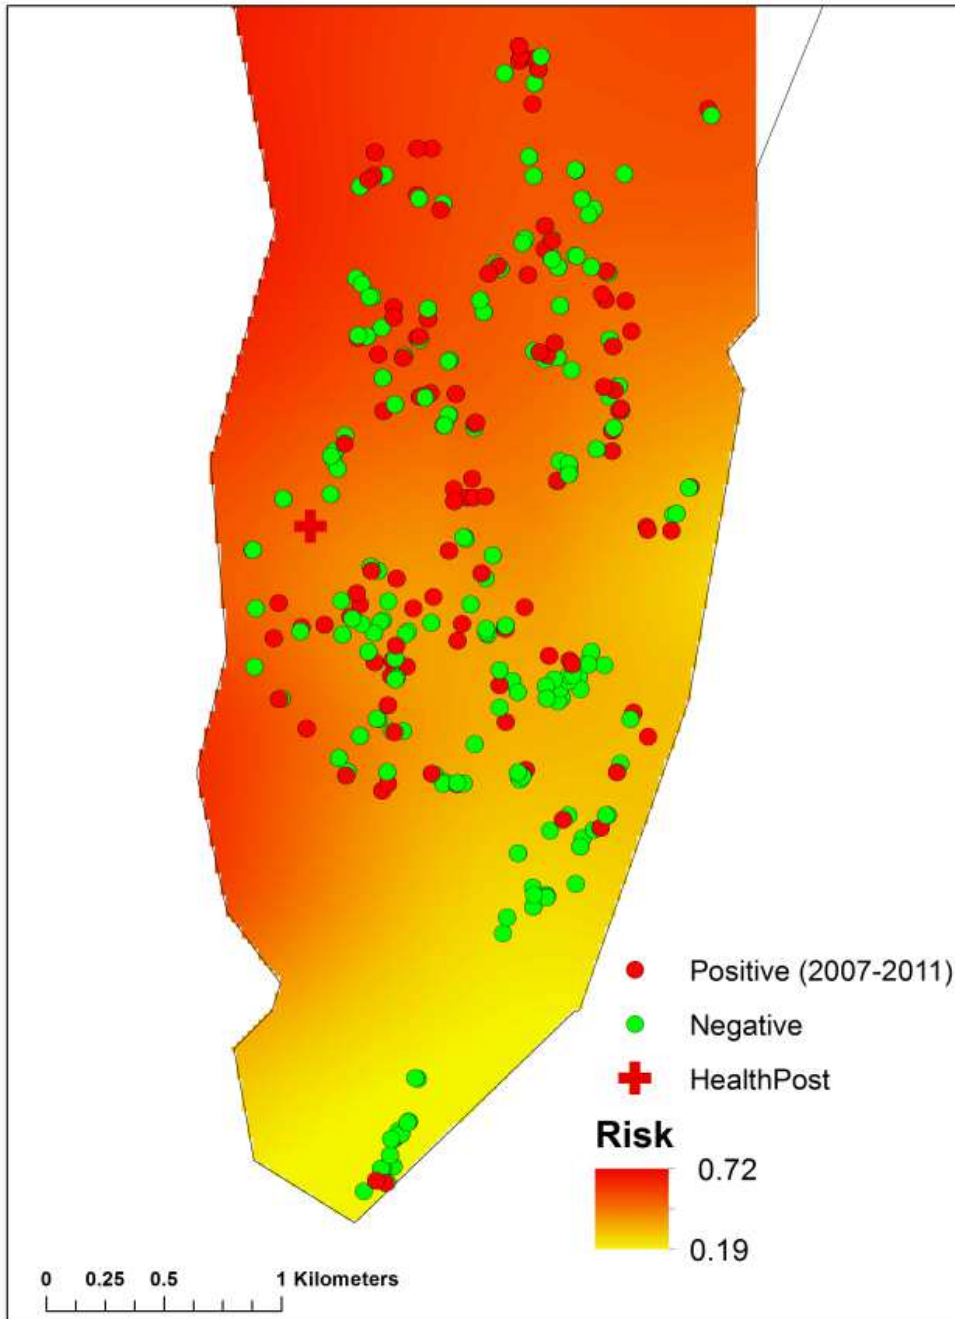 Positive (2007-2011)
Negative
HealthPost
Risk
0.72
0.19
0 0.25 0.5 1 Kilometers